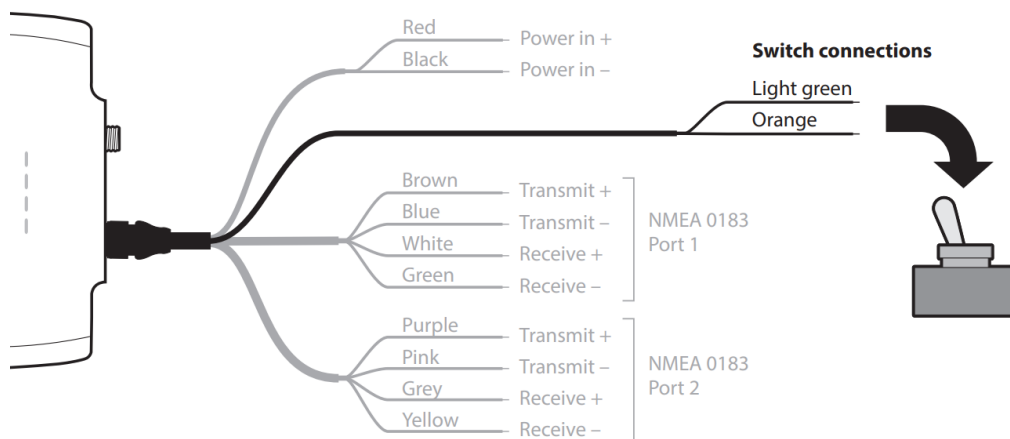 Red
Power in +
Black
Power in –
Switch connections
Light green
Orange
Brown
Transmit +
Blue
Transmit –
White
Receive +
Green
Receive –
NMEA 0183
Port 1
Purple
Transmit +
Pink
Transmit –
Grey
Receive +
Yellow
Receive –
NMEA 0183
Port 2